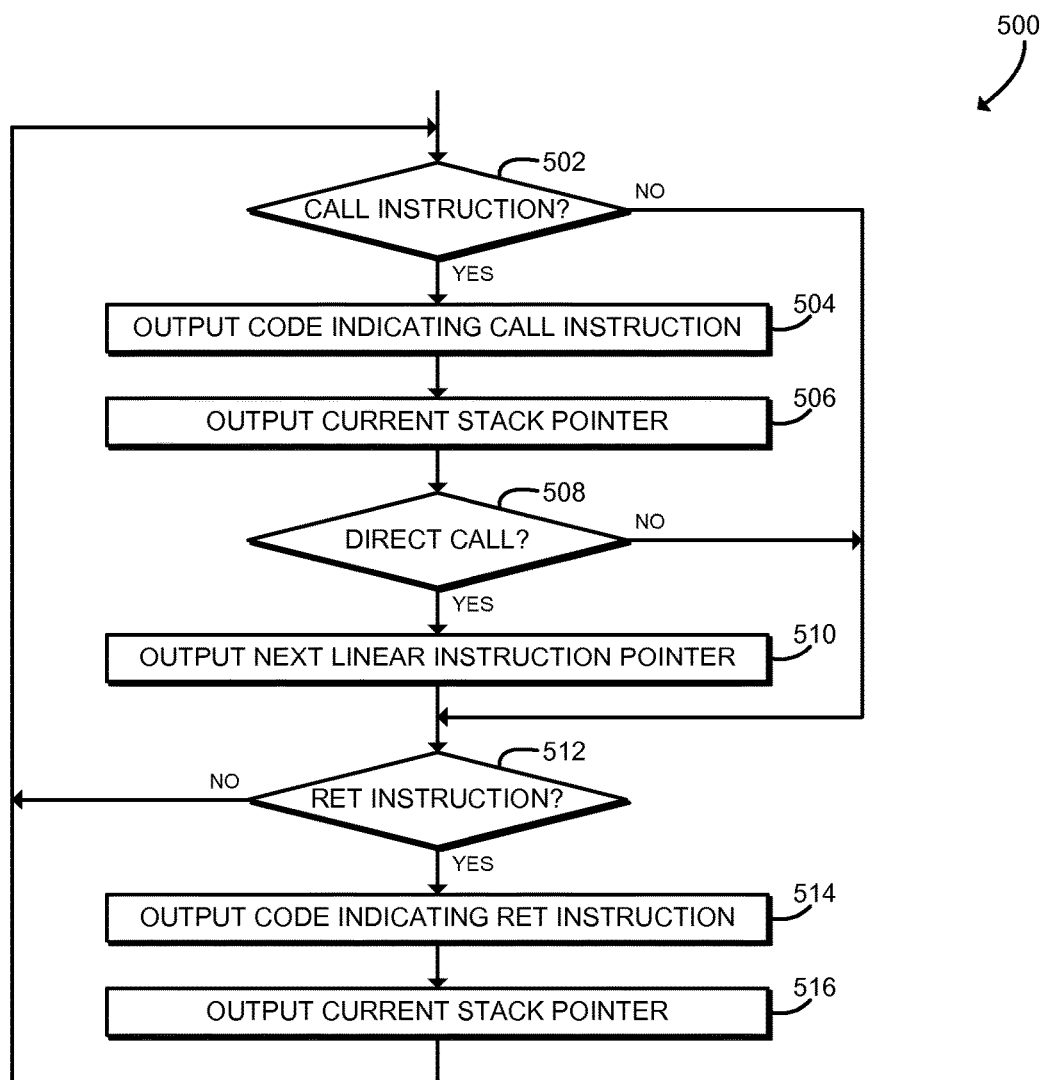 500
502
CALL INSTRUCTION?
NO
YES
504
OUTPUT CODE INDICATING CALL INSTRUCTION
506
OUTPUT CURRENT STACK POINTER
508
DIRECT CALL?
NO
YES
510
OUTPUT NEXT LINEAR INSTRUCTION POINTER
512
NO
RET INSTRUCTION?
YES
514
OUTPUT CODE INDICATING RET INSTRUCTION
516
OUTPUT CURRENT STACK POINTER